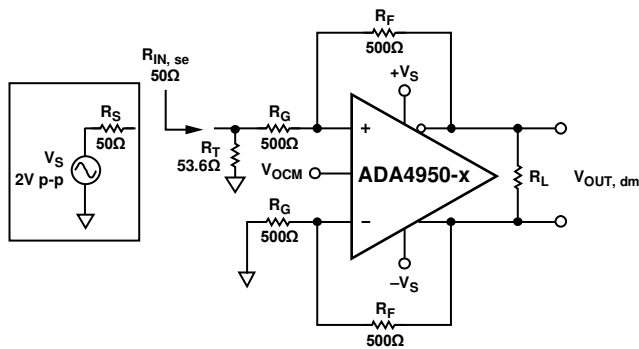 RF
500Ω
RIN, se
50Ω
+VS
RS
50Ω
RG
500Ω
+
VS
2V p-p
RT
53.6Ω
VOCM
ADA4950-x
RL
VOUT, dm
RG
500Ω
–
–VS
RF
500Ω